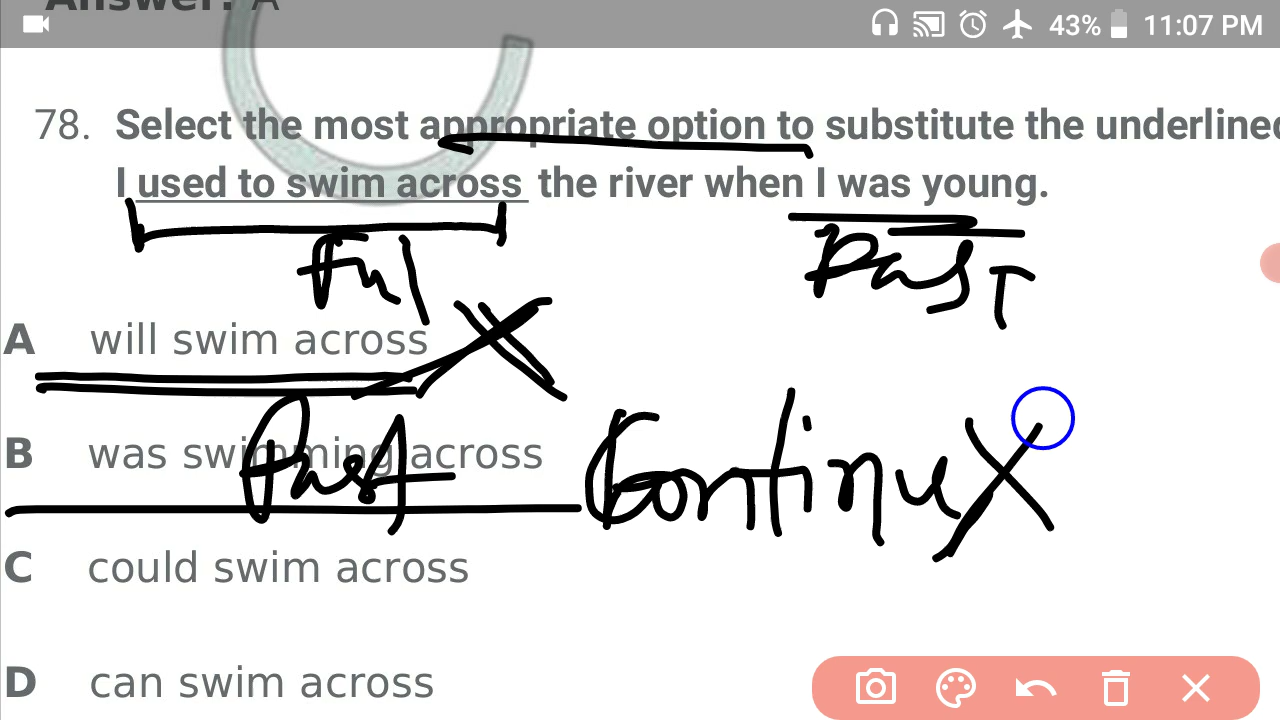 Answer: A
43% 11:07 PM
78. Select the most appropriate option to substitute the underlined
I used to swim across the river when I was young.
Past
A will swim across
B was swimming across
Past Continue
C could swim across
D can swim across